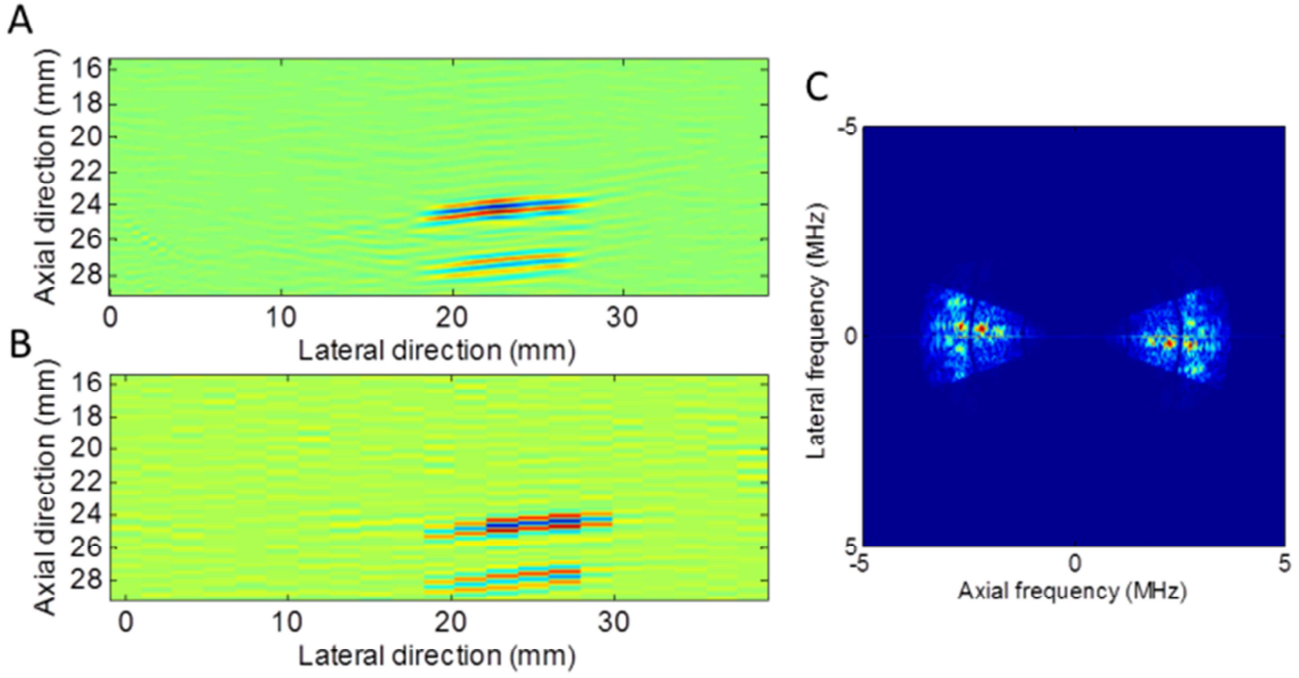 A
Axial direction (mm)
16
18
20
22
24
26
28
0 10 20 30
Lateral direction (mm)
B
Axial direction (mm)
16
18
20
22
24
26
28
0 10 20 30
Lateral direction (mm)
C
Lateral frequency (MHz)
-5
0
5
-5 0 5
Axial frequency (MHz)